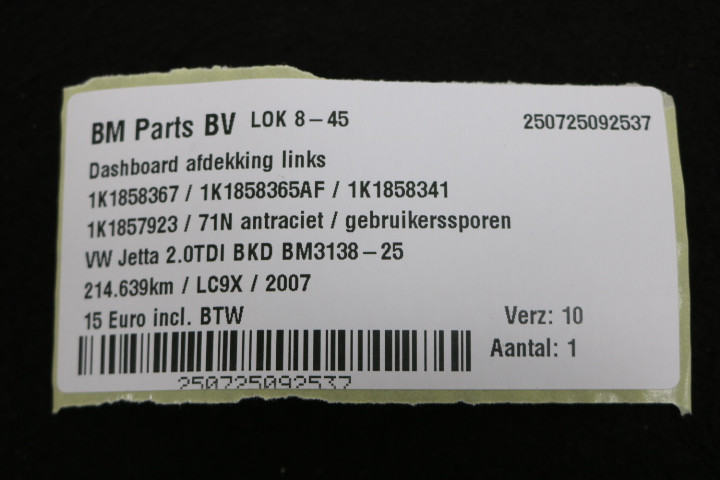 BM Parts BV LOK 8-45 250725092537
Dashboard afdekking links
1K1858367 / 1K1858365AF / 1K1858341
1K1857923 / 71N antraciet / gebruikerssporen
VW Jetta 2.0TDI BKD BM3138-25
214.639km / LC9X / 2007
15 Euro incl. BTW Verz: 10
Aantal: 1
250725092537